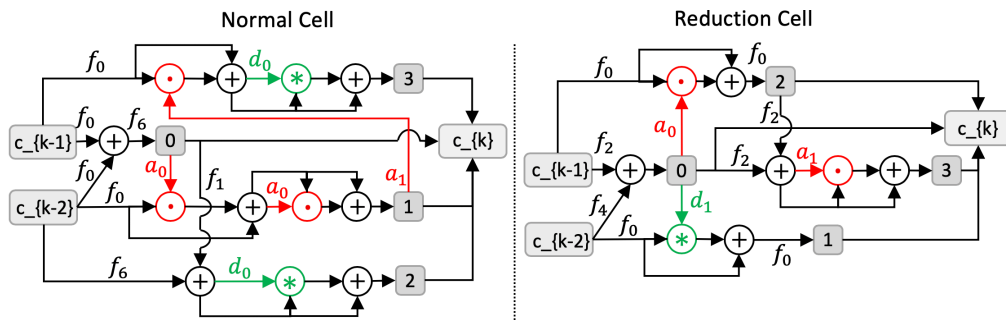 Normal Cell
Reduction Cell
f_0
d_0
*
+
+
3
f_0
f_6
c_{k-1}
+
0
c_{k}
f_0
a_0
f_1
a_1
f_0
a_0
c_{k-2}
+
+
1
f_6
d_0
+
*
+
2
f_0
f_0
+
2
f_2
c_{k}
a_0
f_2
f_2
a_1
c_{k-1}
+
0
+
+
3
f_4
d_1
f_0
c_{k-2}
*
+
f_0
1